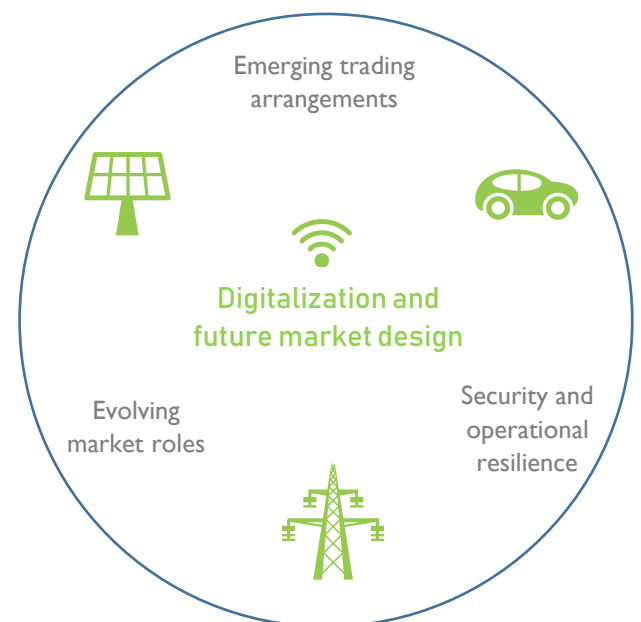 Emerging trading
arrangements
Digitalization and
future market design
Evolving
market roles
Security and
operational
resilience